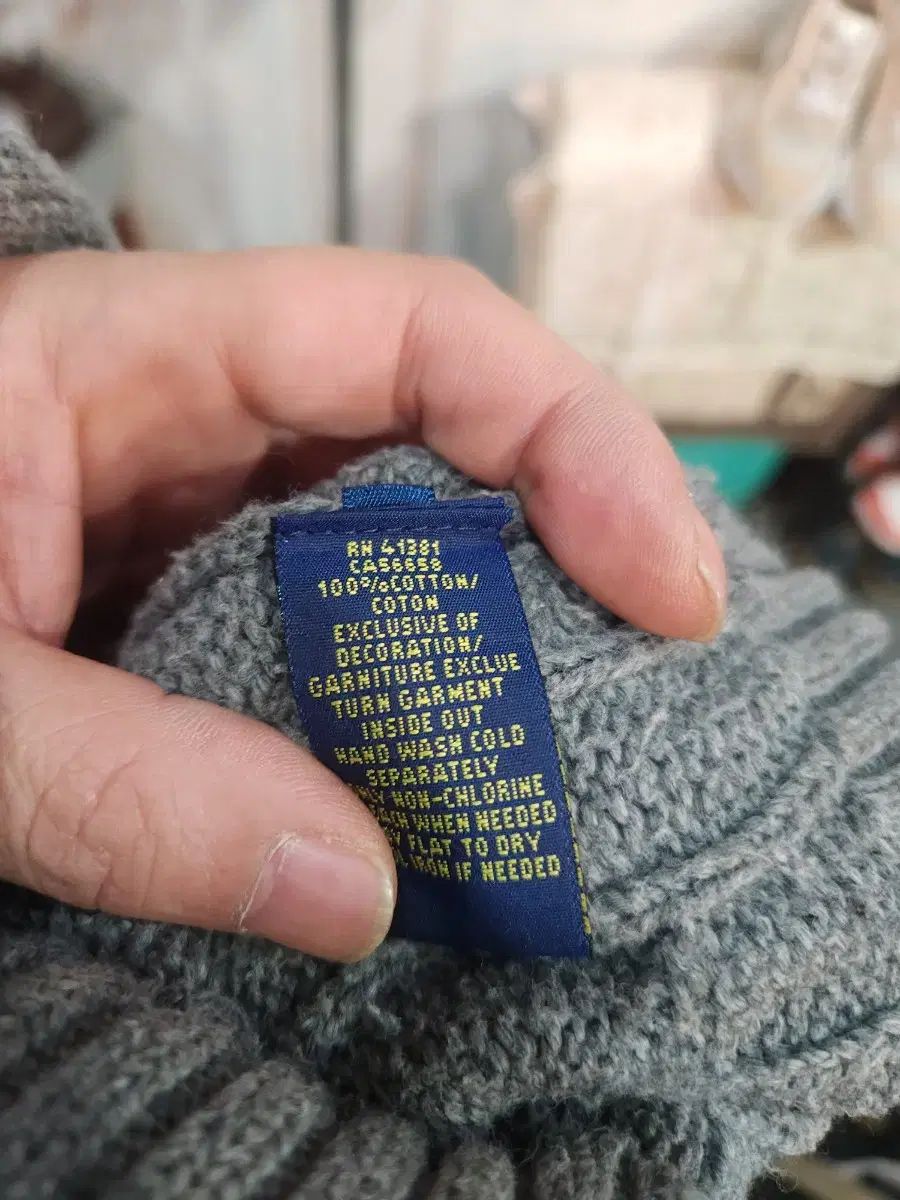 RN 41381
CA56658
100%COTTON/
COTON
EXCLUSIVE OF
DECORATION/
GARNITURE EXCLUE
TURN GARMENT
INSIDE OUT
HAND WASH COLD
SEPARATELY
NON-CHLORINE
WHEN NEEDED
FLAT TO DRY
IRON IF NEEDED